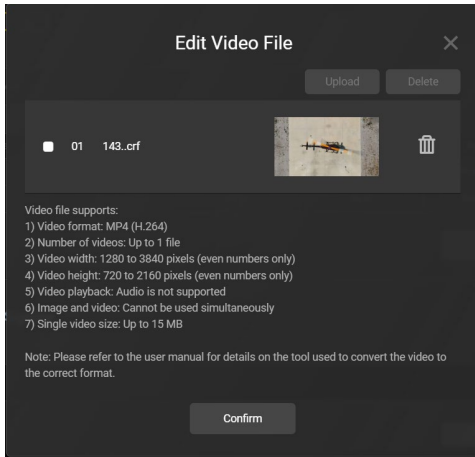 Edit Video File
Upload Delete
01 143..crf
Video file supports:
1) Video format: MP4 (H.264)
2) Number of videos: Up to 1 file
3) Video width: 1280 to 3840 pixels (even numbers only)
4) Video height: 720 to 2160 pixels (even numbers only)
5) Video playback: Audio is not supported
6) Image and video: Cannot be used simultaneously
7) Single video size: Up to 15 MB
Note: Please refer to the user manual for details on the tool used to convert the video to
the correct format.
Confirm